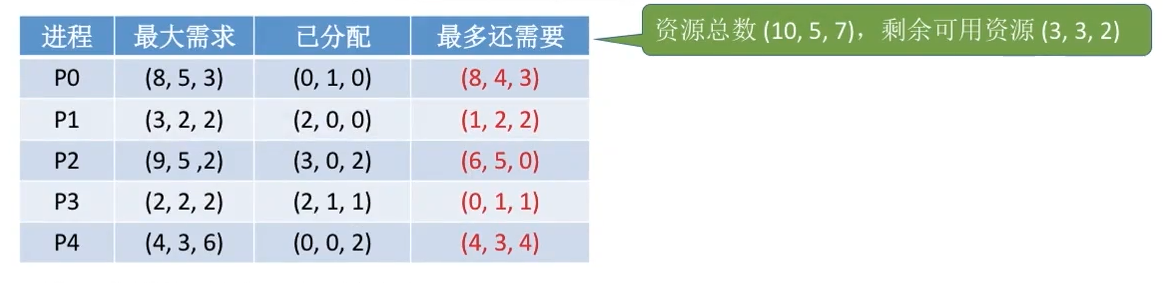 进程 最大需求 已分配 最多还需要
资源总数 (10, 5, 7)，剩余可用资源 (3, 3, 2)
P0 (8, 5, 3) (0, 1, 0) (8, 4, 3)
P1 (3, 2, 2) (2, 0, 0) (1, 2, 2)
P2 (9, 5 ,2) (3, 0, 2) (6, 5, 0)
P3 (2, 2, 2) (2, 1, 1) (0, 1, 1)
P4 (4, 3, 6) (0, 0, 2) (4, 3, 4)